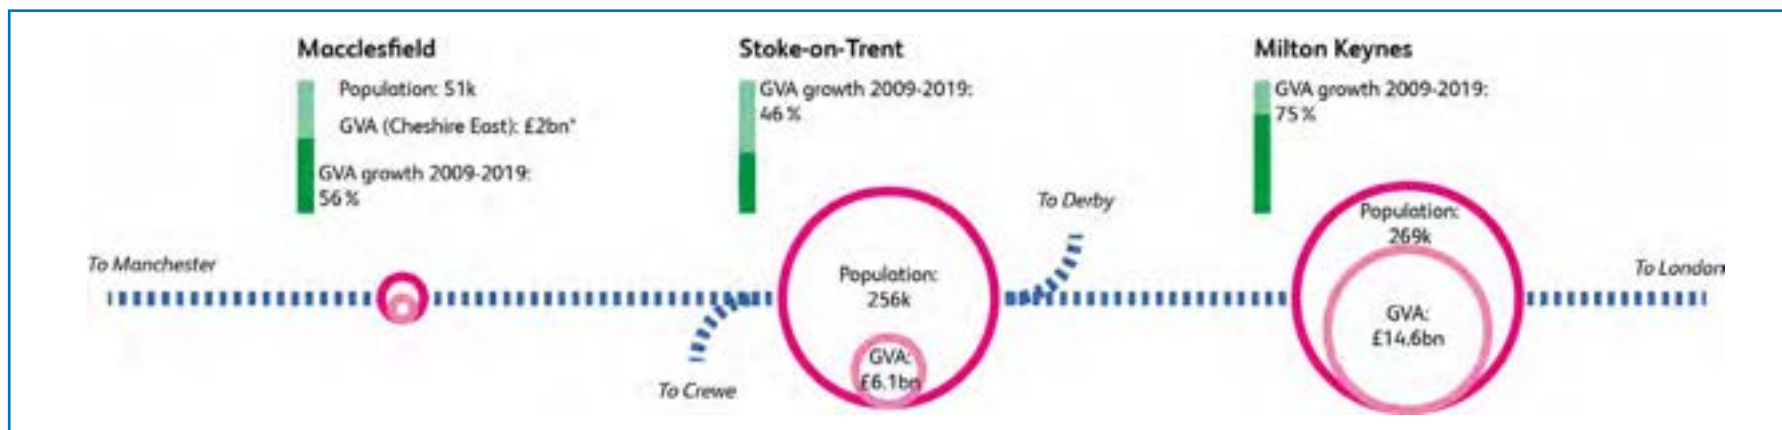 Macclesfield
Population: 51k
GVA (Cheshire East): £2bn*
GVA growth 2009-2019:
56%
Stoke-on-Trent
GVA growth 2009-2019:
46%
Milton Keynes
GVA growth 2009-2019:
75%
To Manchester
To Crewe
Population:
256k
GVA:
£6.1bn
To Derby
Population:
269k
GVA:
£14.6bn
To London